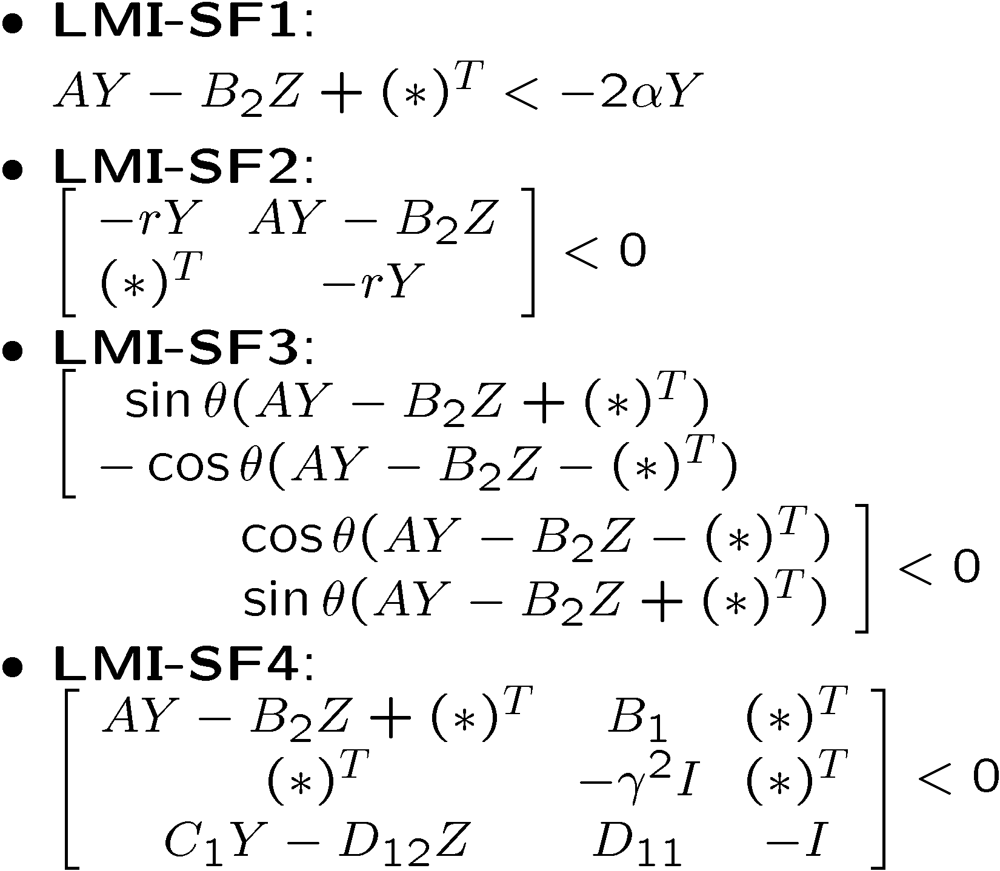 • LMI-SF1:
AY − B₂Z + (∗)ᵀ < −2αY
• LMI-SF2:
[ −rY AY − B₂Z
(∗)ᵀ −rY ] < 0
• LMI-SF3:
[ sin θ(AY − B₂Z + (∗)ᵀ)
− cos θ(AY − B₂Z − (∗)ᵀ)
cos θ(AY − B₂Z − (∗)ᵀ)
sin θ(AY − B₂Z + (∗)ᵀ) ] < 0
• LMI-SF4:
[ AY − B₂Z + (∗)ᵀ B₁ (∗)ᵀ
(∗)ᵀ −γ²I (∗)ᵀ
C₁Y − D₁₂Z D₁₁ −I ] < 0